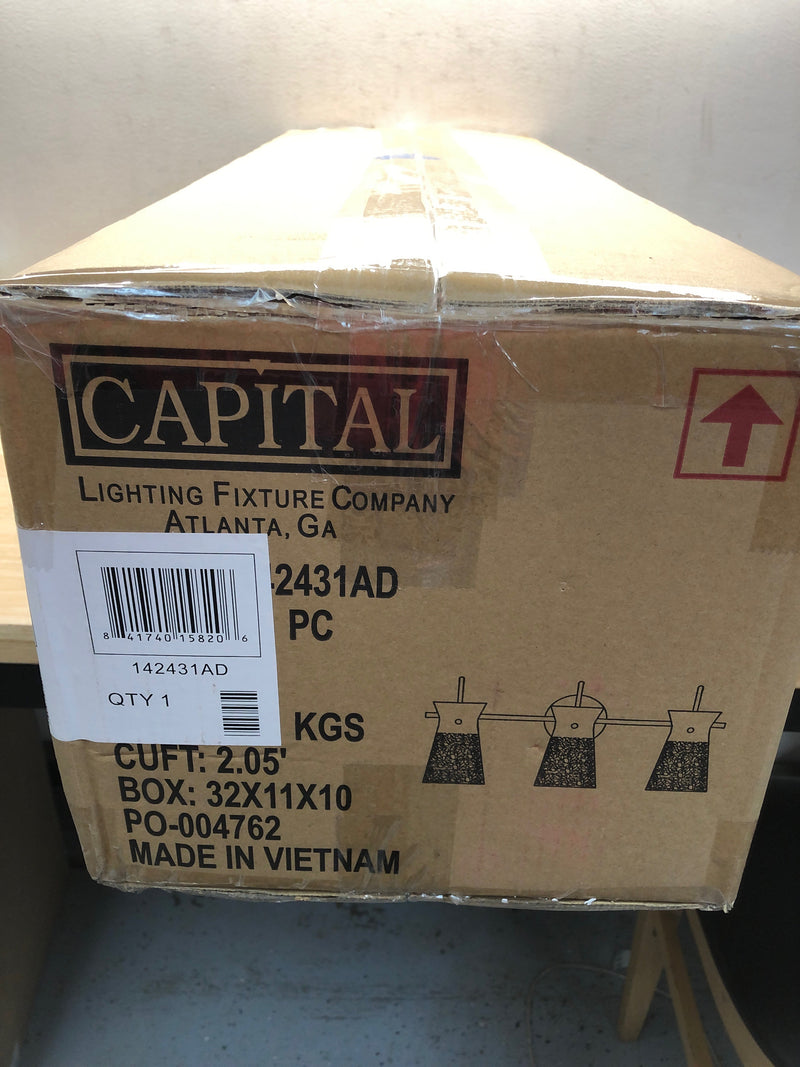 CAPITAL
LIGHTING FIXTURE COMPANY
ATLANTA, GA
2431AD
PC
8 41740 15820 6
142431AD
QTY 1
KGS
CUFT: 2.05'
BOX: 32X11X10
PO-004762
MADE IN VIETNAM